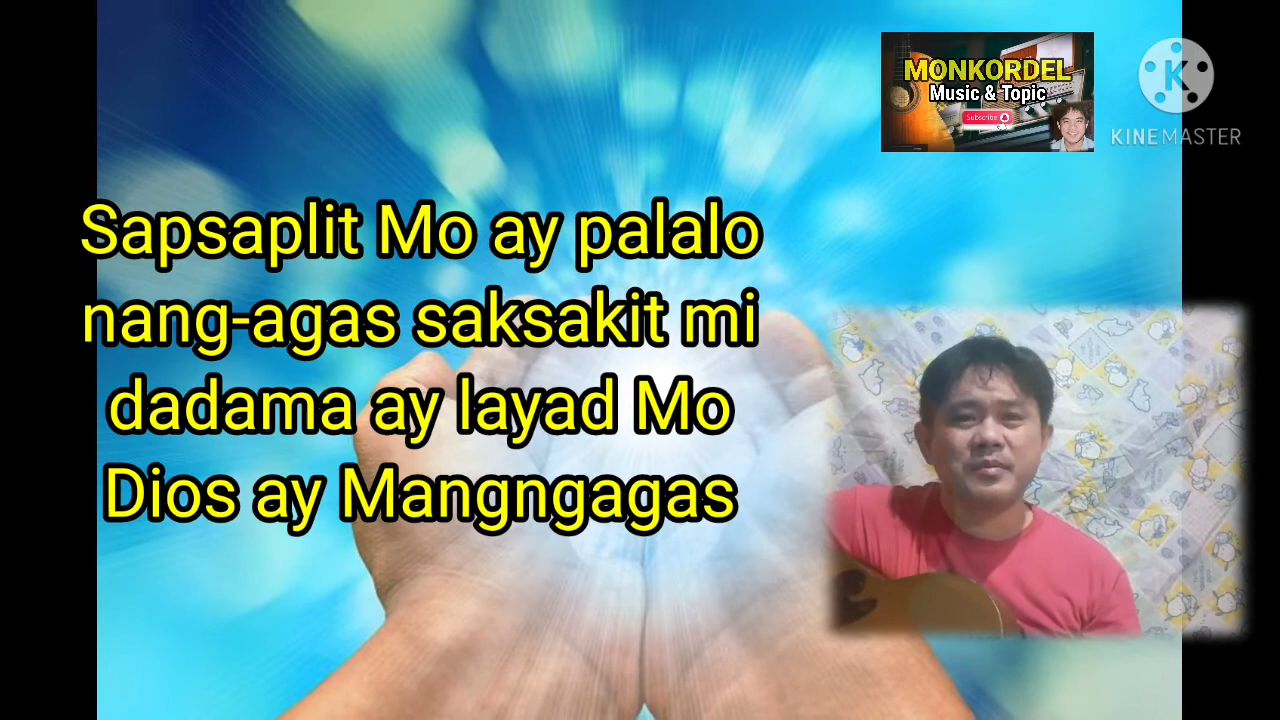 MONKORDEL
Music & Topic
Subscribe
KINEMASTER
Sapsaplit Mo ay palalo
nang-agas saksakit mi
dadama ay layad Mo
Dios ay Mangngagas